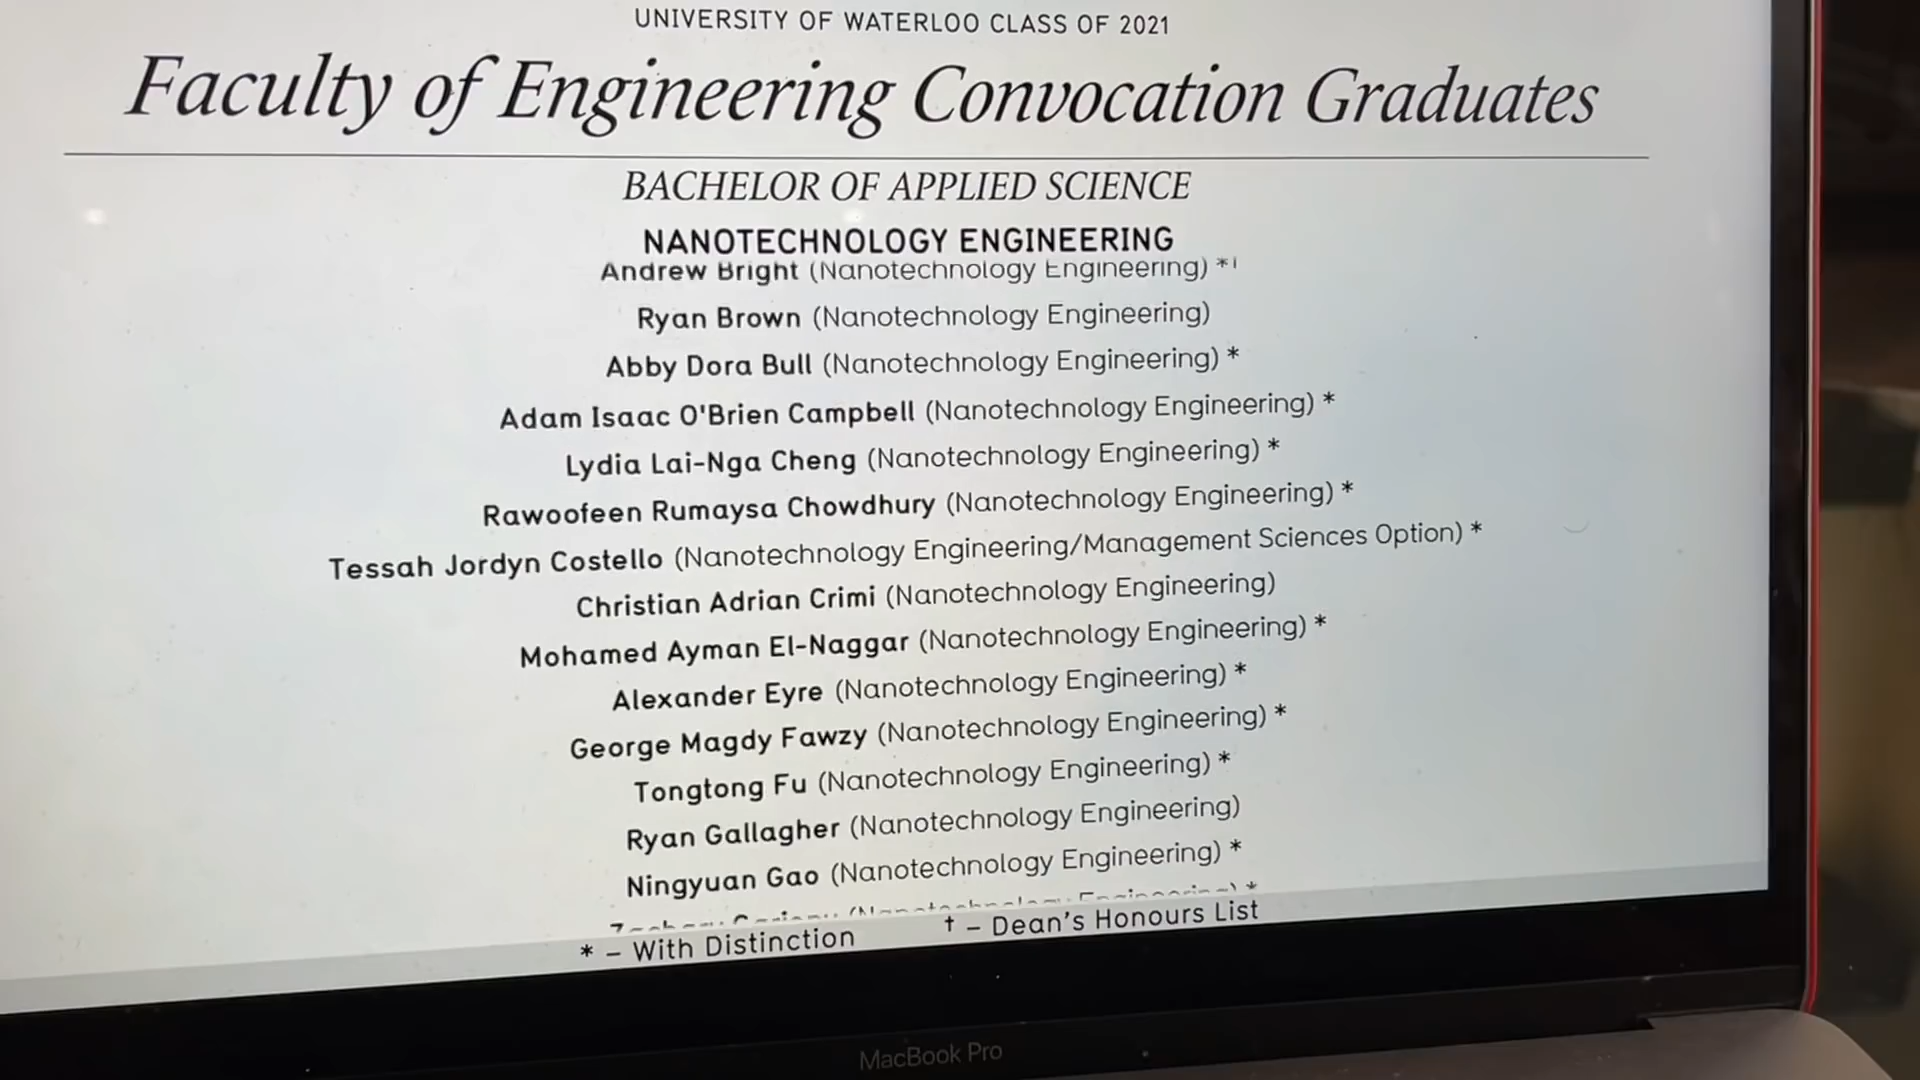 UNIVERSITY OF WATERLOO CLASS OF 2021
Faculty of Engineering Convocation Graduates
BACHELOR OF APPLIED SCIENCE
NANOTECHNOLOGY ENGINEERING
Andrew Bright (Nanotechnology Engineering) *
Ryan Brown (Nanotechnology Engineering)
Abby Dora Bull (Nanotechnology Engineering) *
Adam Isaac O'Brien Campbell (Nanotechnology Engineering) *
Lydia Lai-Nga Cheng (Nanotechnology Engineering) *
Rawoofeen Rumaysa Chowdhury (Nanotechnology Engineering) *
Tessah Jordyn Costello (Nanotechnology Engineering/Management Sciences Option) *
Christian Adrian Crimi (Nanotechnology Engineering)
Mohamed Ayman El-Naggar (Nanotechnology Engineering) *
Alexander Eyre (Nanotechnology Engineering) *
George Magdy Fawzy (Nanotechnology Engineering) *
Tongtong Fu (Nanotechnology Engineering) *
Ryan Gallagher (Nanotechnology Engineering)
Ningyuan Gao (Nanotechnology Engineering) *
(Nanotechnology Engineering) *
* – With Distinction † – Dean's Honours List
MacBook Pro